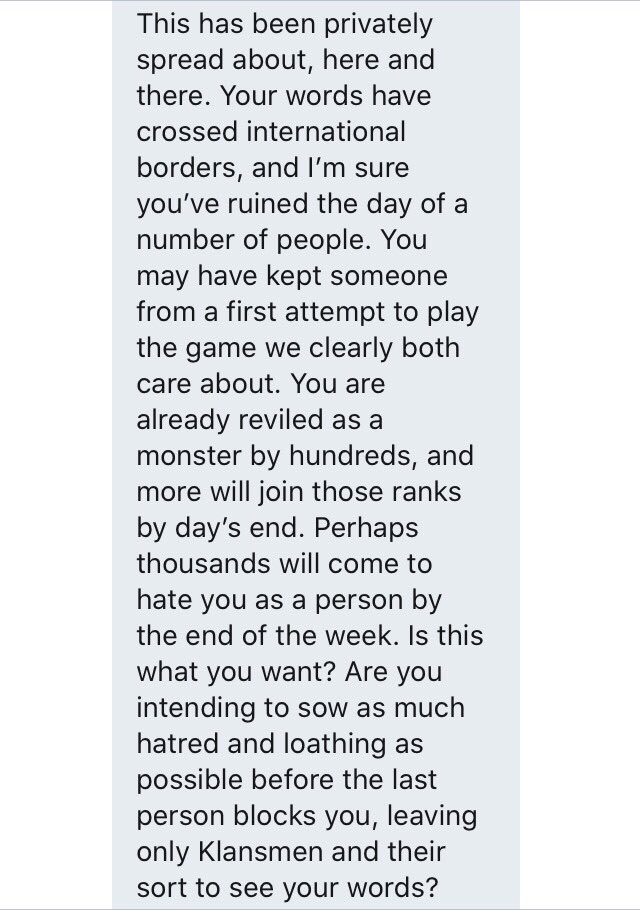 This has been privately
spread about, here and
there. Your words have
crossed international
borders, and I’m sure
you’ve ruined the day of a
number of people. You
may have kept someone
from a first attempt to play
the game we clearly both
care about. You are
already reviled as a
monster by hundreds, and
more will join those ranks
by day’s end. Perhaps
thousands will come to
hate you as a person by
the end of the week. Is this
what you want? Are you
intending to sow as much
hatred and loathing as
possible before the last
person blocks you, leaving
only Klansmen and their
sort to see your words?